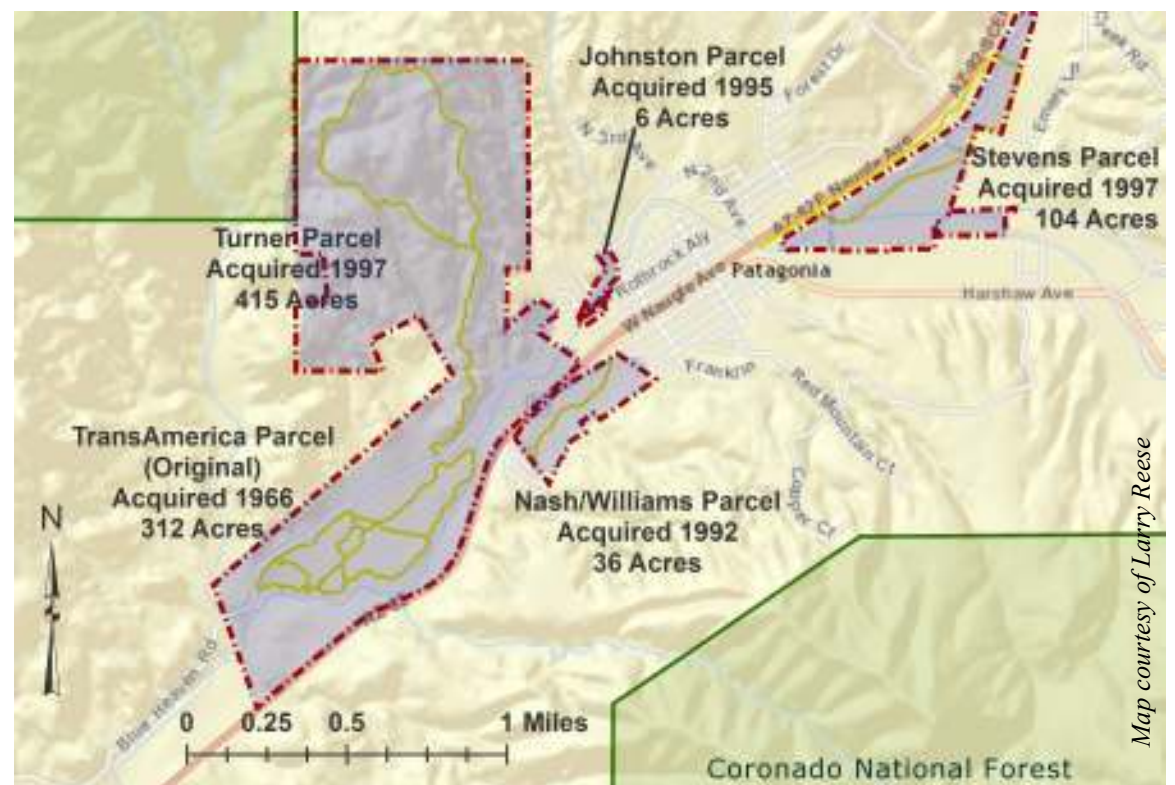 Johnston Parcel
Acquired 1995
6 Acres
Forest Dr
N 3rd Ave
N 2nd Ave
Rothrock Aly
W Naugle Ave
Patagonia
Harshaw Ave
Stevens Parcel
Acquired 1997
104 Acres
Turner Parcel
Acquired 1997
415 Acres
TransAmerica Parcel
(Original)
Acquired 1966
312 Acres
Nash/Williams Parcel
Acquired 1992
36 Acres
Red Mountain Ct
Copper Ct
N
Blue Heaven Rd
0 0.25 0.5 1 Miles
Coronado National Forest
Map courtesy of Larry Reese